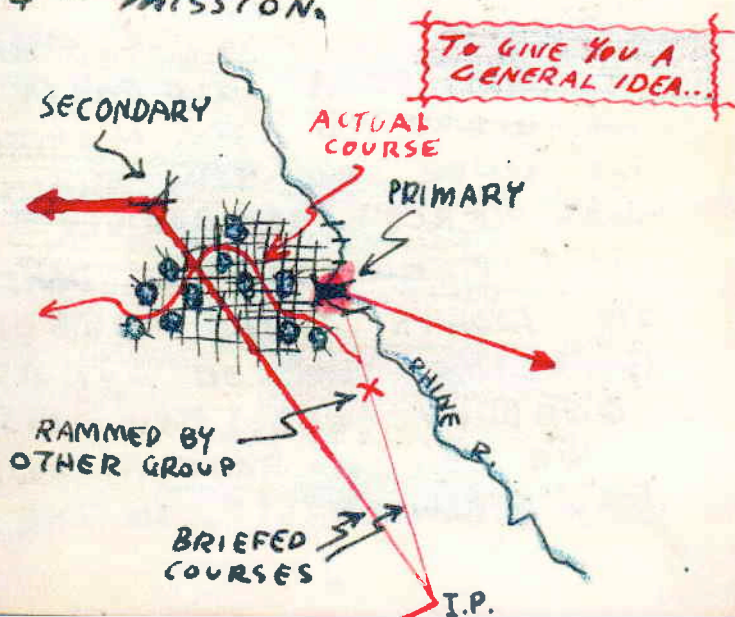 MISSION.
TO GIVE YOU A
GENERAL IDEA...
SECONDARY
ACTUAL
COURSE
PRIMARY
RHINE R.
RAMMED BY
OTHER GROUP
BRIEFED
COURSES
I.P.